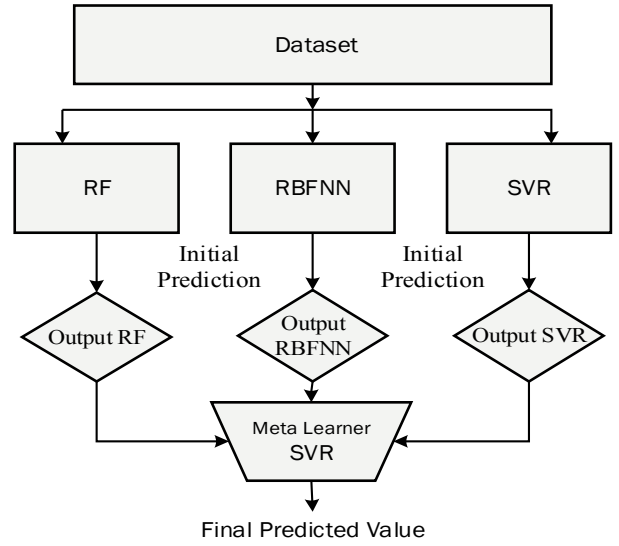 Dataset
RF
RBFNN
SVR
Initial
Prediction
Initial
Prediction
Output RF
Output
RBFNN
Output SVR
Meta Learner
SVR
Final Predicted Value